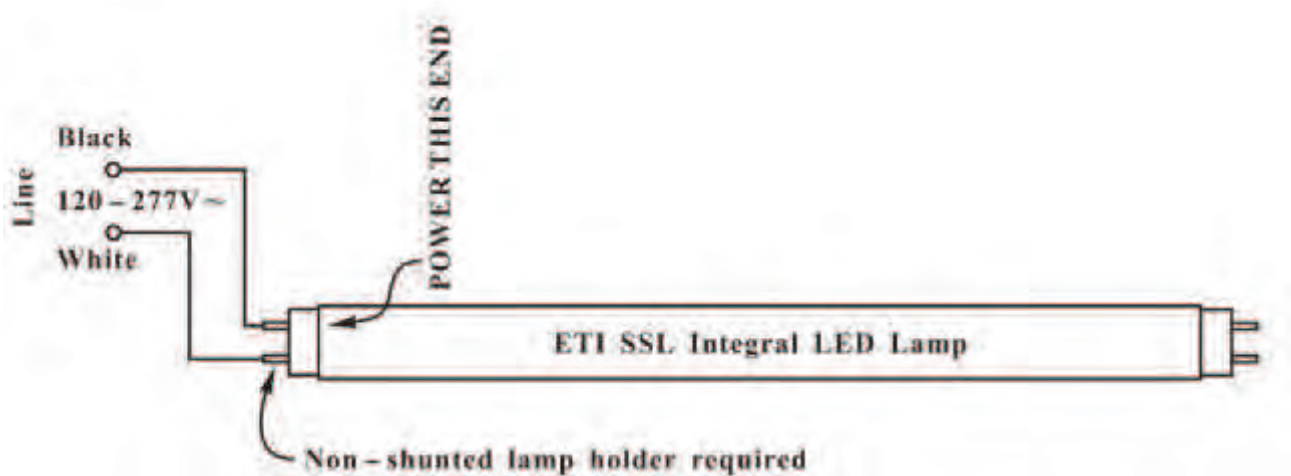 POWER THIS END
Black
Line
120–277V~
White
ETI SSL Integral LED Lamp
Non–shunted lamp holder required